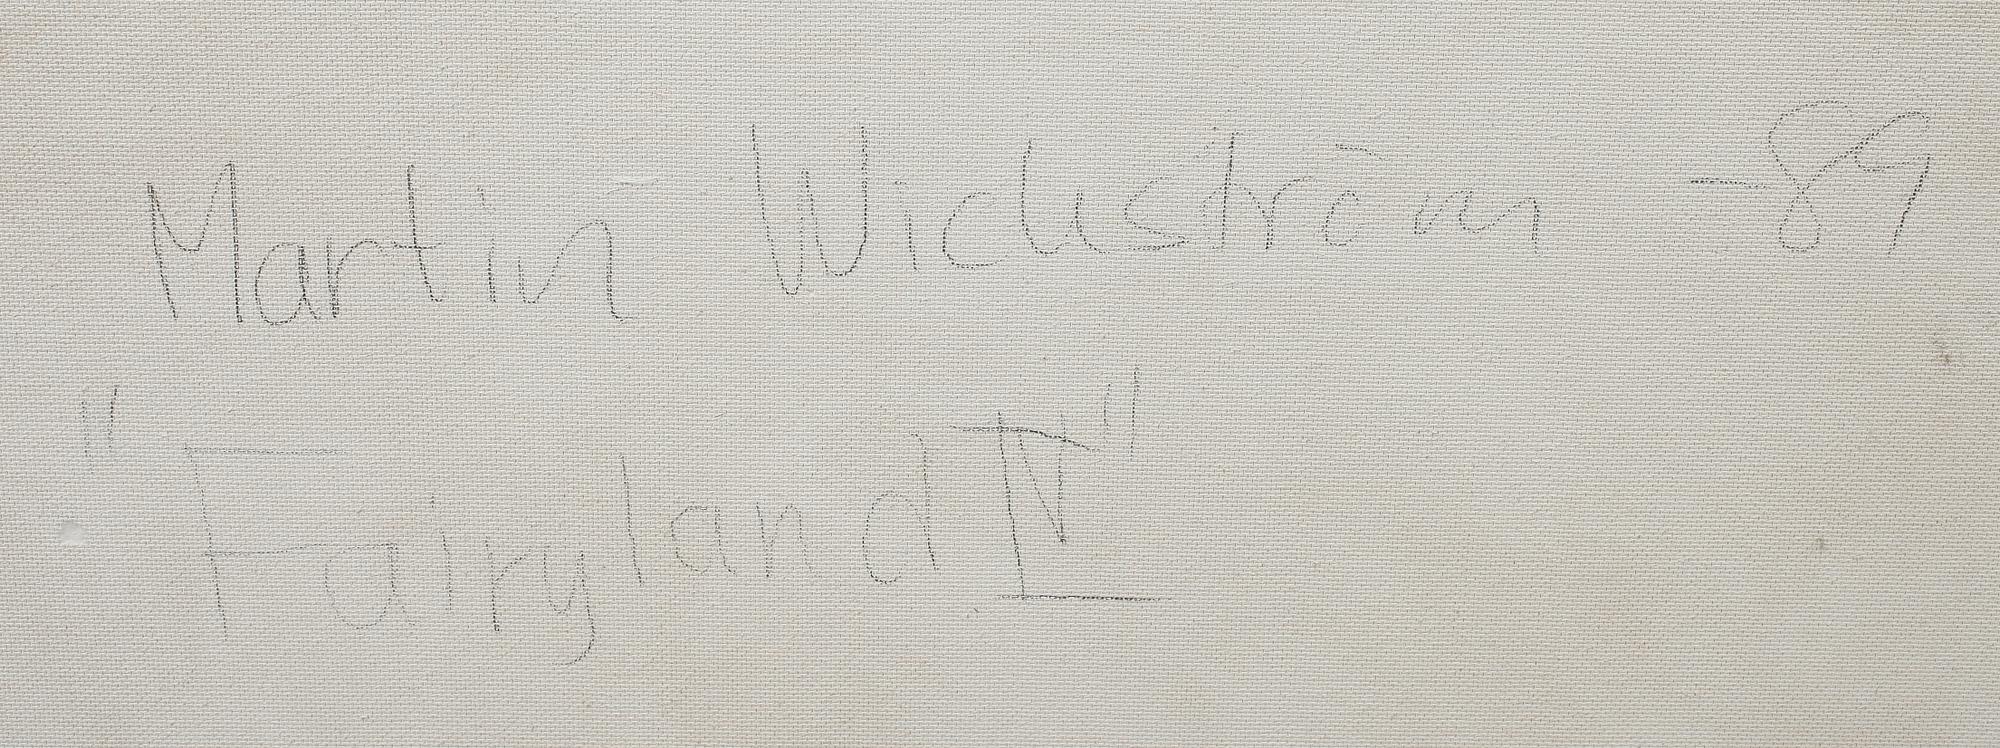 Martin Wickström -89
"Fairyland IV"